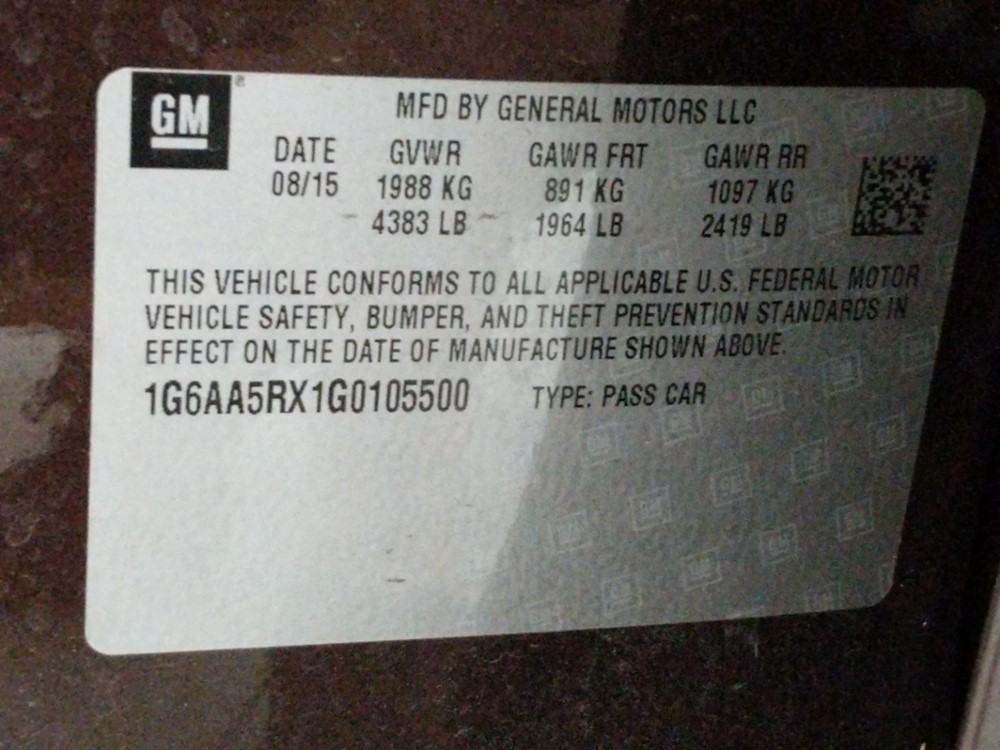 GM
MFD BY GENERAL MOTORS LLC
DATE GVWR GAWR FRT GAWR RR
08/15 1988 KG 891 KG 1097 KG
4383 LB 1964 LB 2419 LB
THIS VEHICLE CONFORMS TO ALL APPLICABLE U.S. FEDERAL MOTOR
VEHICLE SAFETY, BUMPER, AND THEFT PREVENTION STANDARDS IN
EFFECT ON THE DATE OF MANUFACTURE SHOWN ABOVE.
1G6AA5RX1G0105500 TYPE: PASS CAR